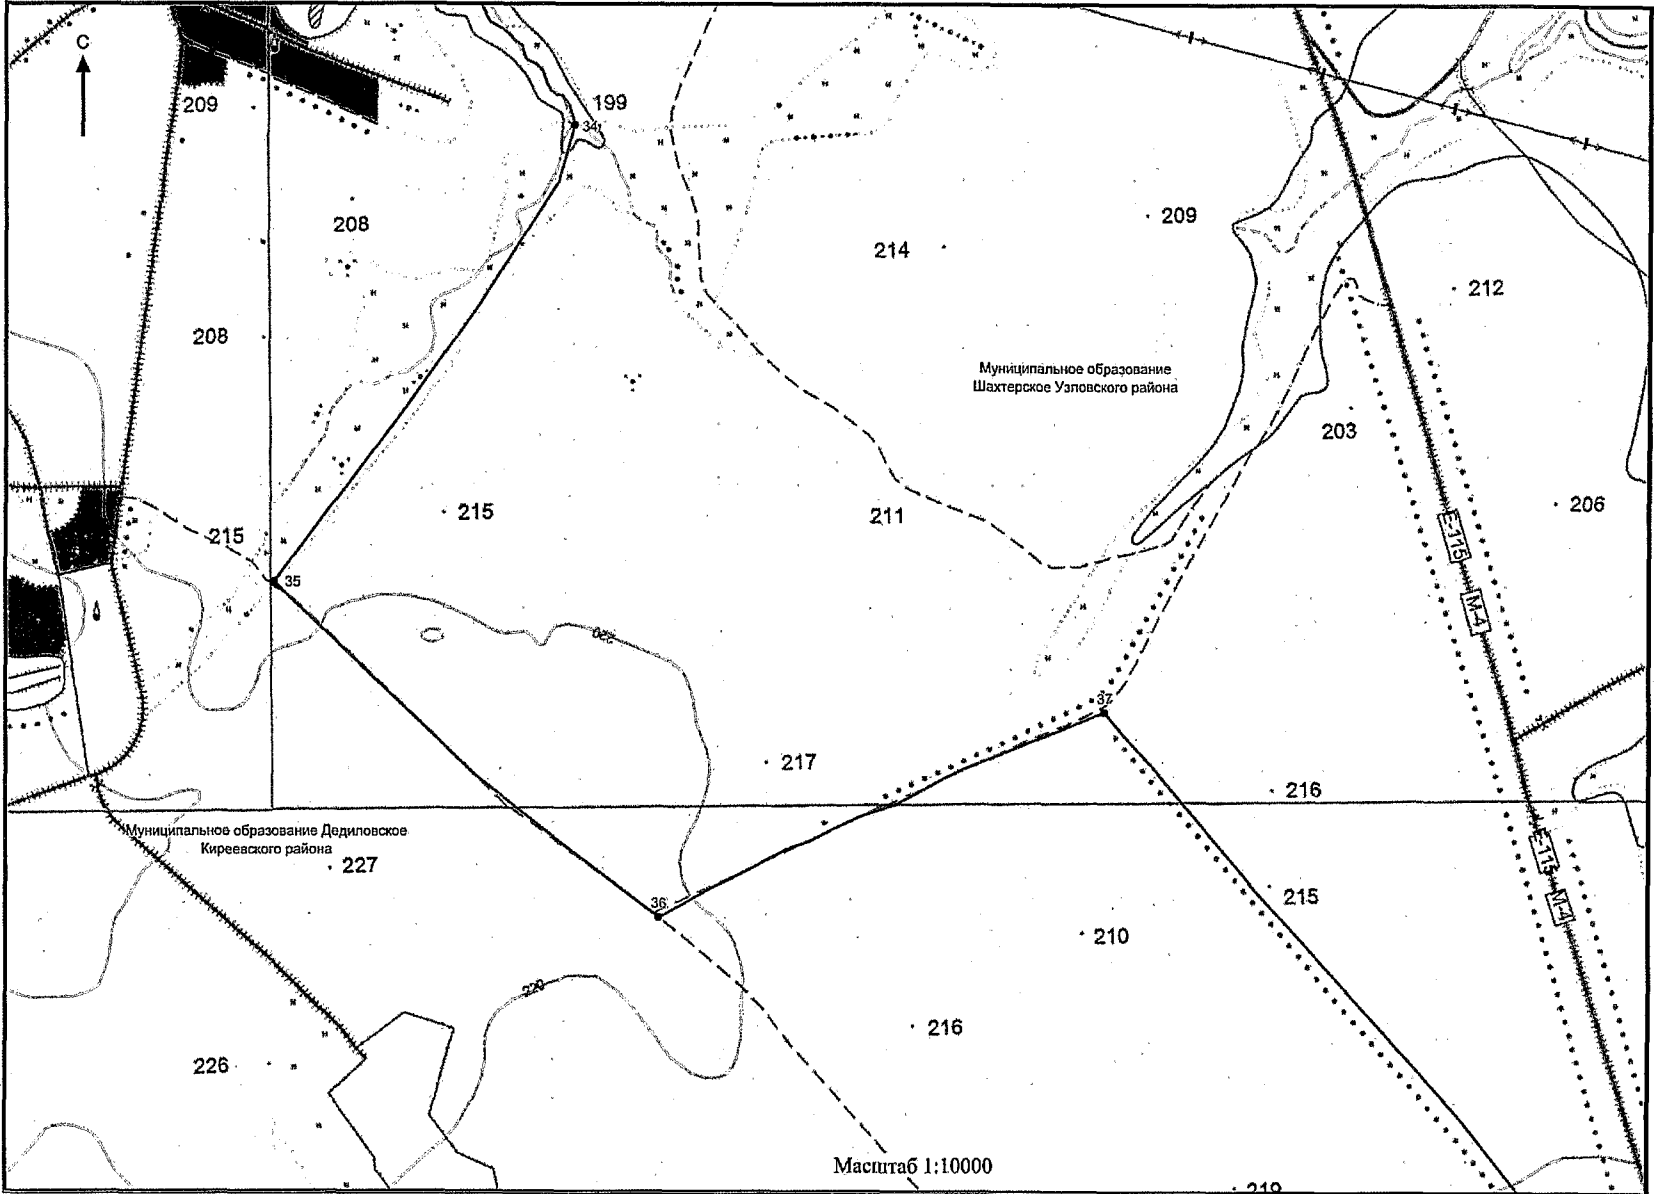 С
209
199
34
208
209
214
208
212
Муниципальное образование
Шахтерское Узловского района
203
215
215
211
206
Е-115
35
М-4
220
37
217
216
Муниципальное образование Дедиловское
Киреевского района
227
Е-115
М-4
36
215
210
220
216
226
Масштаб 1:10000
219